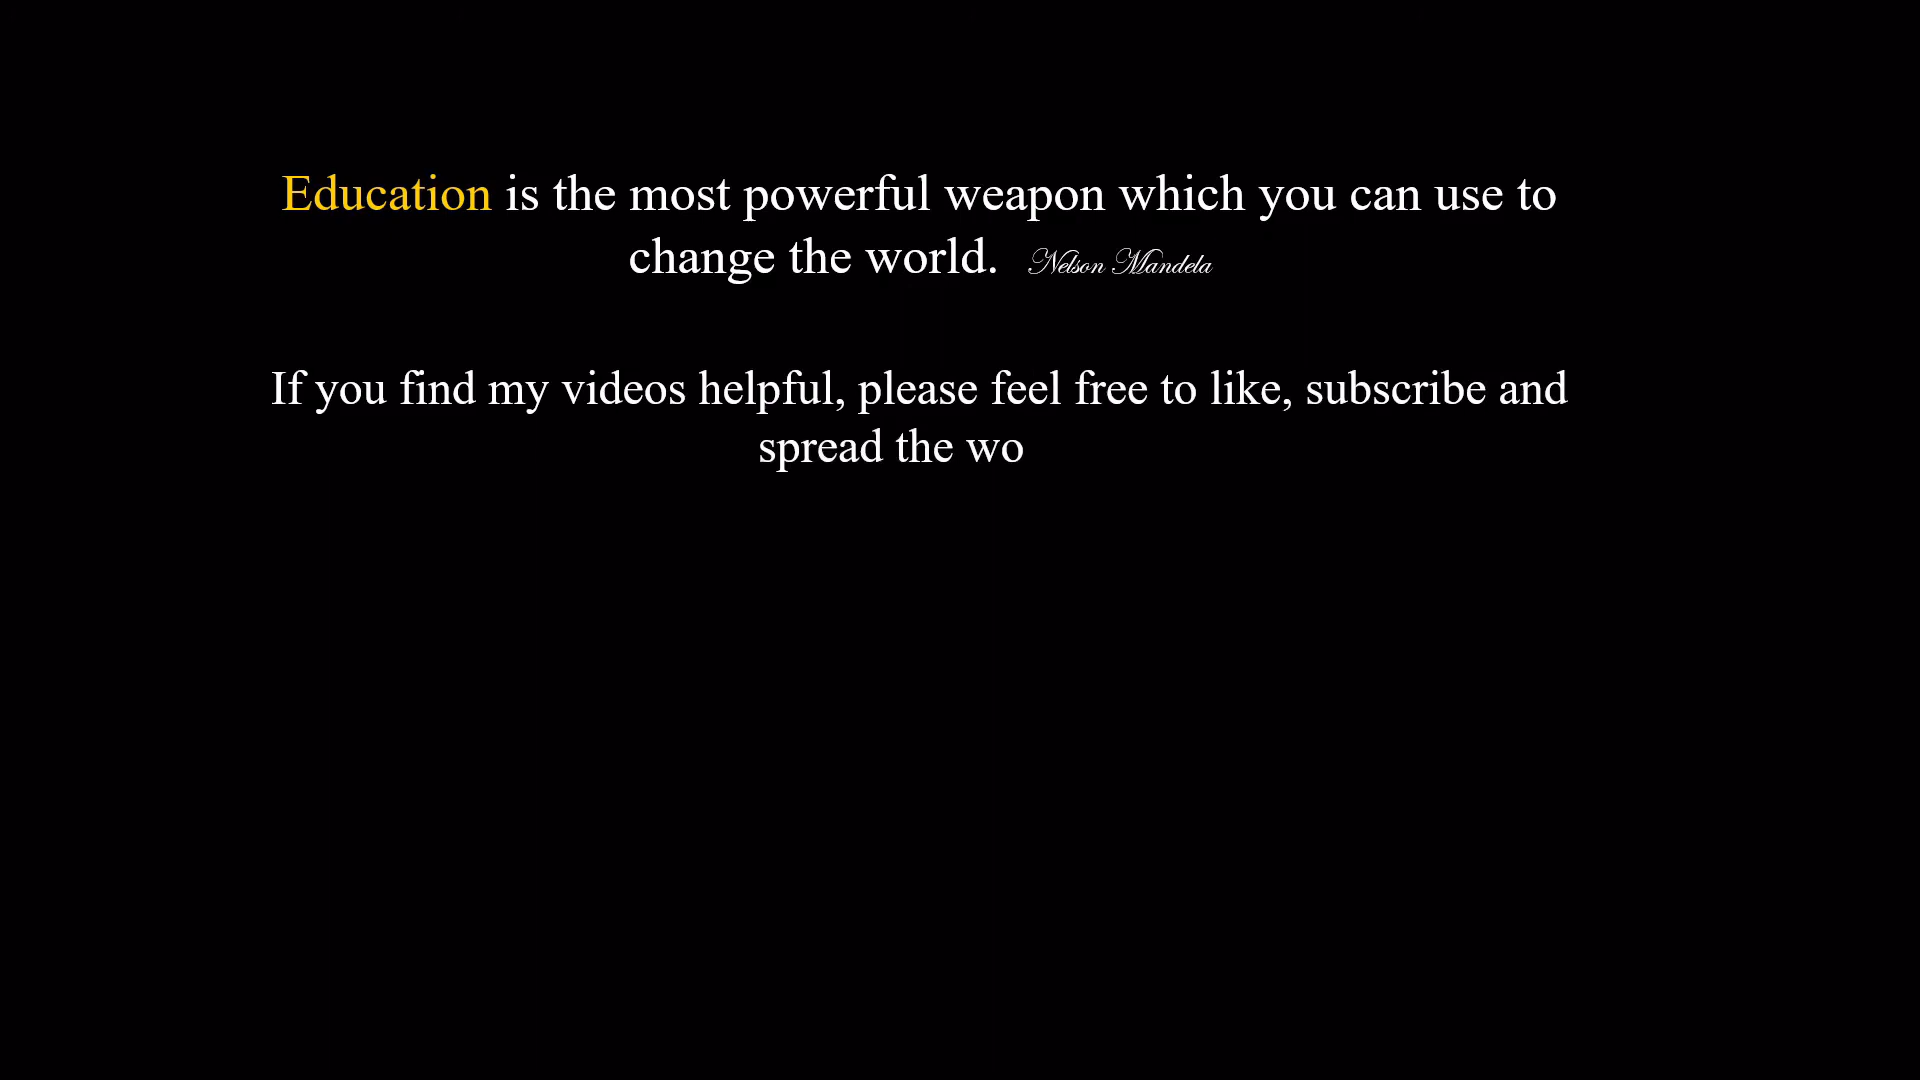 Education is the most powerful weapon which you can use to
change the world. Nelson Mandela
If you find my videos helpful, please feel free to like, subscribe and
spread the wo